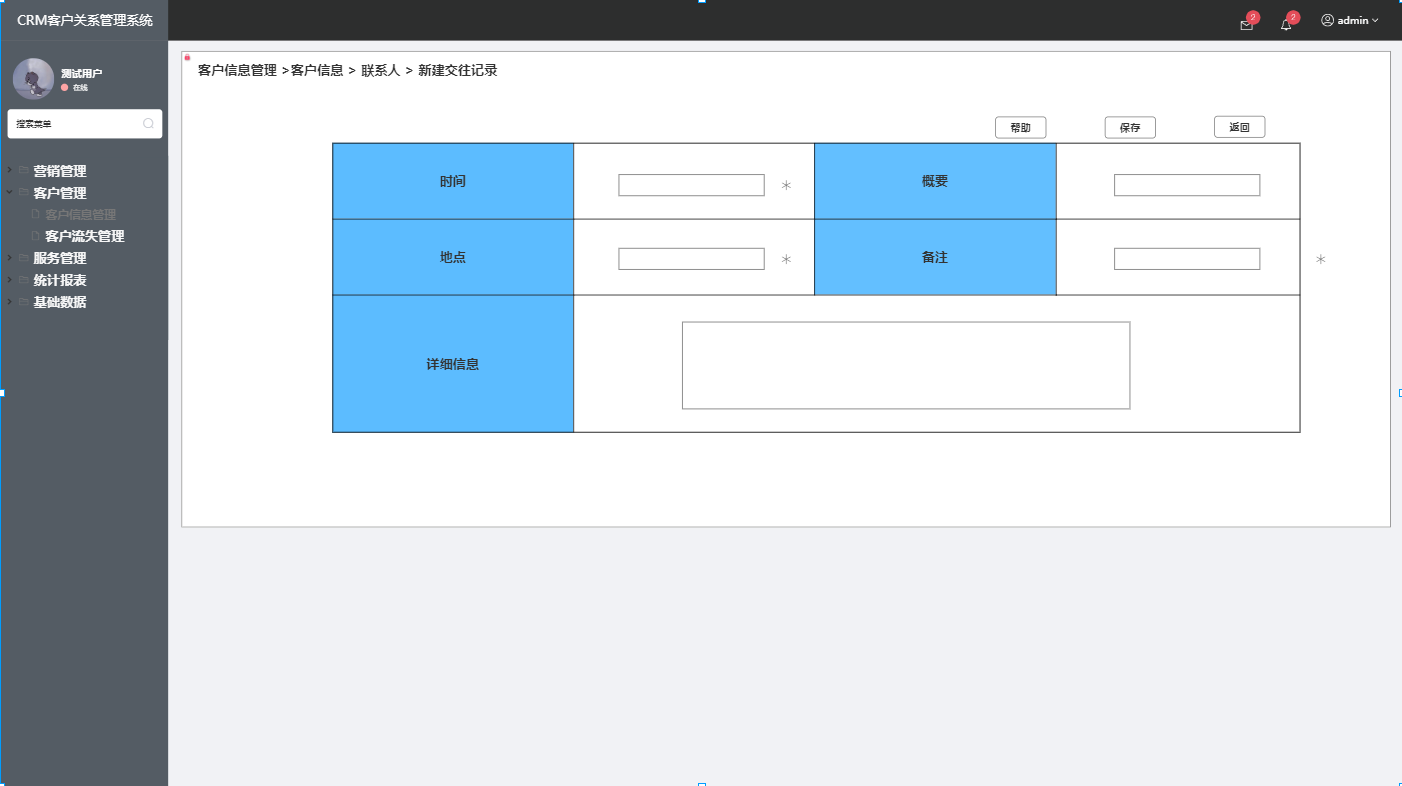 CRM客户关系管理系统
2
2
admin
测试用户
在线
搜索菜单
营销管理
客户管理
客户信息管理
客户流失管理
服务管理
统计报表
基础数据
客户信息管理 >客户信息 > 联系人 > 新建交往记录
帮助 保存 返回
时间 * 概要
地点 * 备注 *
详细信息